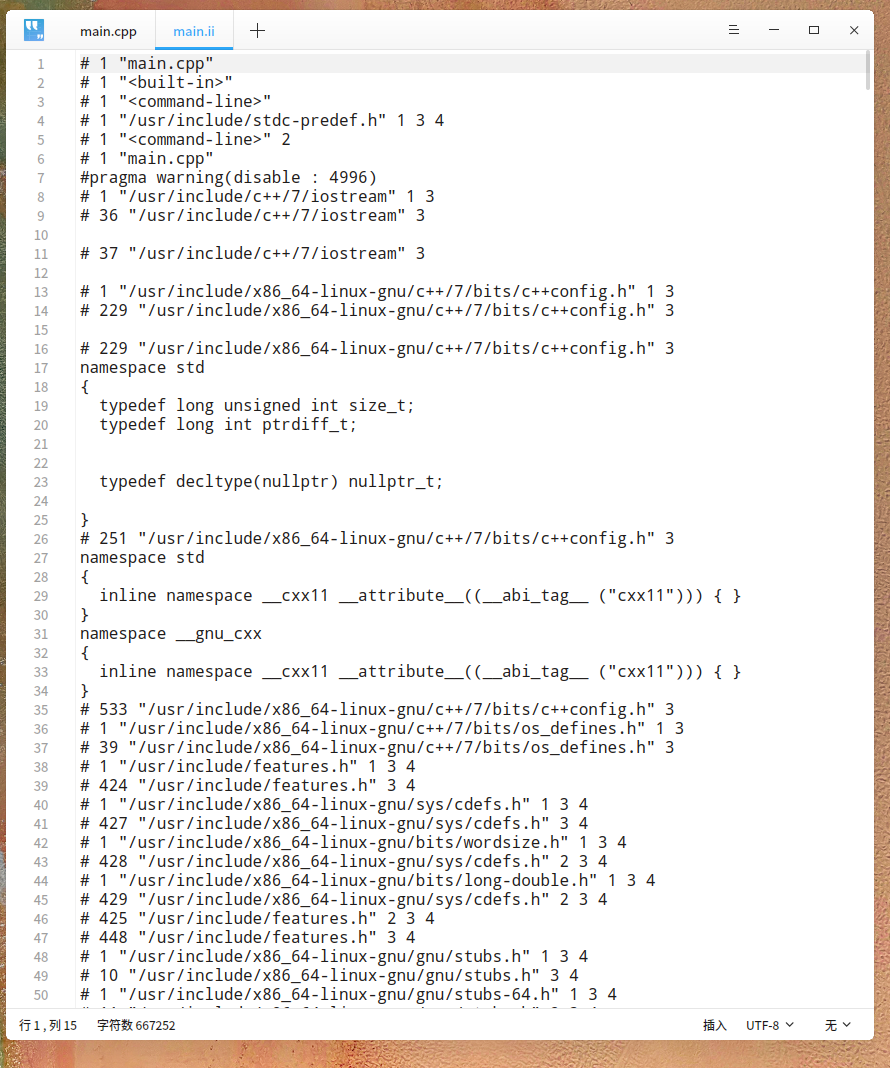 main.cpp main.ii
1 # 1 "main.cpp"
2 # 1 "<built-in>"
3 # 1 "<command-line>"
4 # 1 "/usr/include/stdc-predef.h" 1 3 4
5 # 1 "<command-line>" 2
6 # 1 "main.cpp"
7 #pragma warning(disable : 4996)
8 # 1 "/usr/include/c++/7/iostream" 1 3
9 # 36 "/usr/include/c++/7/iostream" 3
10
11 # 37 "/usr/include/c++/7/iostream" 3
12
13 # 1 "/usr/include/x86_64-linux-gnu/c++/7/bits/c++config.h" 1 3
14 # 229 "/usr/include/x86_64-linux-gnu/c++/7/bits/c++config.h" 3
15
16 # 229 "/usr/include/x86_64-linux-gnu/c++/7/bits/c++config.h" 3
17 namespace std
18 {
19   typedef long unsigned int size_t;
20   typedef long int ptrdiff_t;
21
22
23   typedef decltype(nullptr) nullptr_t;
24
25 }
26 # 251 "/usr/include/x86_64-linux-gnu/c++/7/bits/c++config.h" 3
27 namespace std
28 {
29   inline namespace __cxx11 __attribute__((__abi_tag__ ("cxx11"))) { }
30 }
31 namespace __gnu_cxx
32 {
33   inline namespace __cxx11 __attribute__((__abi_tag__ ("cxx11"))) { }
34 }
35 # 533 "/usr/include/x86_64-linux-gnu/c++/7/bits/c++config.h" 3
36 # 1 "/usr/include/x86_64-linux-gnu/c++/7/bits/os_defines.h" 1 3
37 # 39 "/usr/include/x86_64-linux-gnu/c++/7/bits/os_defines.h" 3
38 # 1 "/usr/include/features.h" 1 3 4
39 # 424 "/usr/include/features.h" 3 4
40 # 1 "/usr/include/x86_64-linux-gnu/sys/cdefs.h" 1 3 4
41 # 427 "/usr/include/x86_64-linux-gnu/sys/cdefs.h" 3 4
42 # 1 "/usr/include/x86_64-linux-gnu/bits/wordsize.h" 1 3 4
43 # 428 "/usr/include/x86_64-linux-gnu/sys/cdefs.h" 2 3 4
44 # 1 "/usr/include/x86_64-linux-gnu/bits/long-double.h" 1 3 4
45 # 429 "/usr/include/x86_64-linux-gnu/sys/cdefs.h" 2 3 4
46 # 425 "/usr/include/features.h" 2 3 4
47 # 448 "/usr/include/features.h" 3 4
48 # 1 "/usr/include/x86_64-linux-gnu/gnu/stubs.h" 1 3 4
49 # 10 "/usr/include/x86_64-linux-gnu/gnu/stubs.h" 3 4
50 # 1 "/usr/include/x86_64-linux-gnu/gnu/stubs-64.h" 1 3 4
行 1 , 列 15 字符数 667252 插入 UTF-8 无